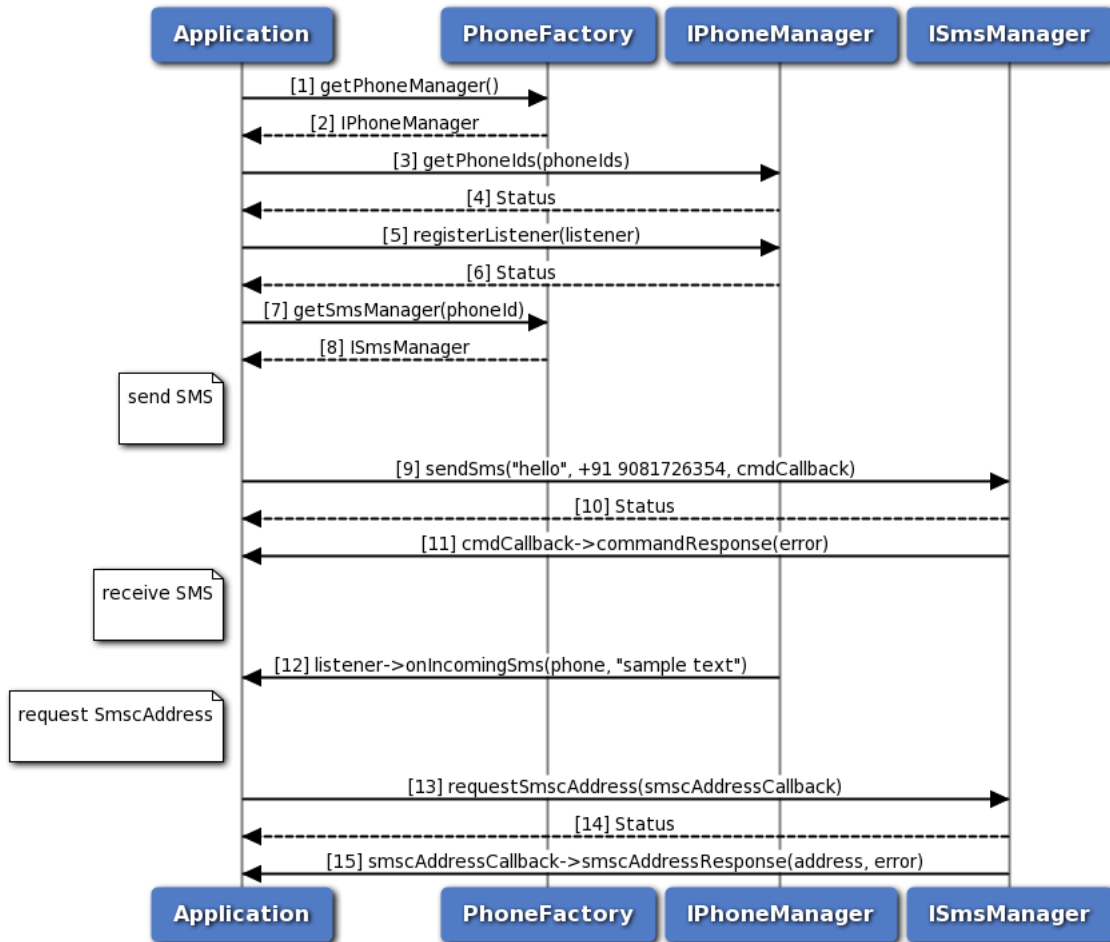 Application PhoneFactory IPhoneManager ISmsManager
[1] getPhoneManager()
[2] IPhoneManager
[3] getPhoneIds(phoneIds)
[4] Status
[5] registerListener(listener)
[6] Status
[7] getSmsManager(phoneId)
[8] ISmsManager
send SMS
[9] sendSms("hello", +91 9081726354, cmdCallback)
[10] Status
[11] cmdCallback->commandResponse(error)
receive SMS
[12] listener->onIncomingSms(phone, "sample text")
request SmscAddress
[13] requestSmscAddress(smscAddressCallback)
[14] Status
[15] smscAddressCallback->smscAddressResponse(address, error)
Application PhoneFactory IPhoneManager ISmsManager